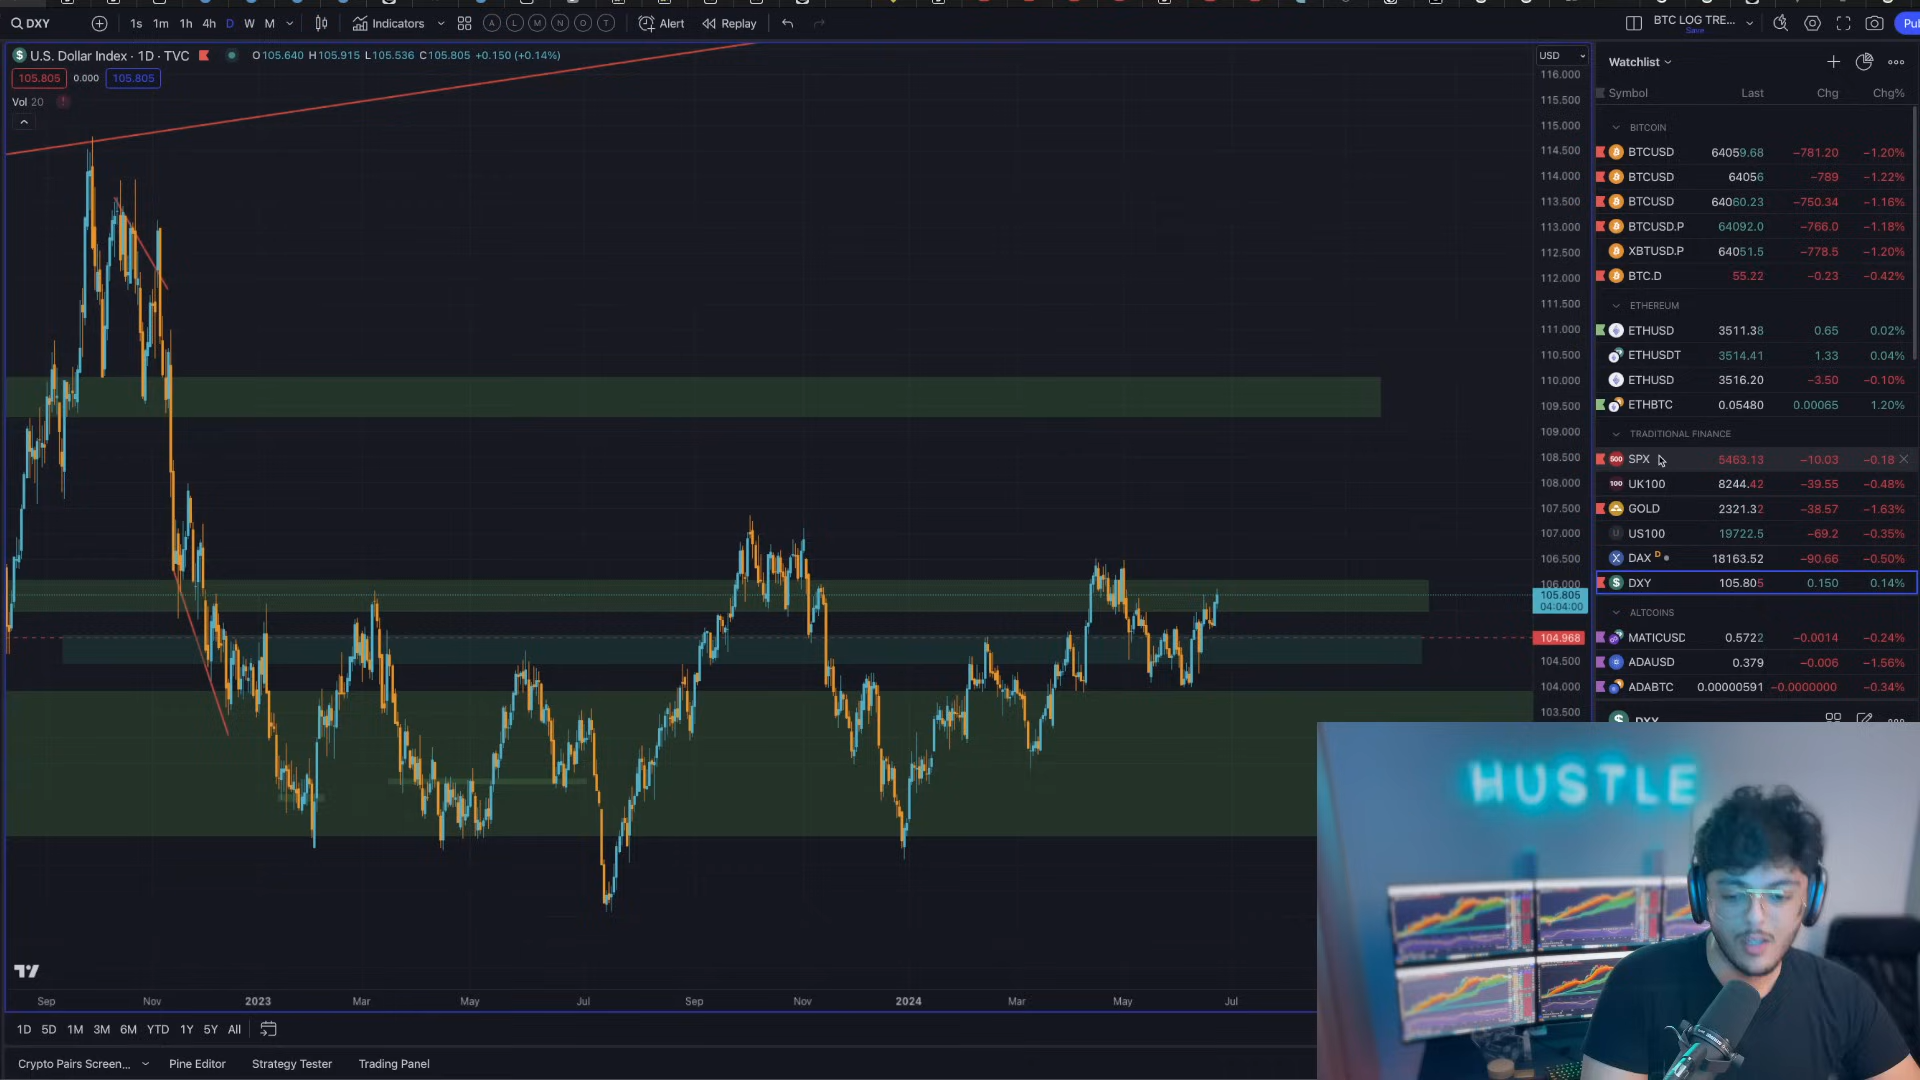 DXY
1s 1m 1h 4h D W M
Indicators
A L M N O T
Alert
Replay
BTC LOG TRE...
Save
U.S. Dollar Index · 1D · TVC
O105.640 H105.915 L105.536 C105.805 +0.150 (+0.14%)
105.805 0.000 105.805
Vol 20
USD
116.000
115.500
115.000
114.500
114.000
113.500
113.000
112.500
112.000
111.500
111.000
110.500
110.000
109.500
109.000
108.500
108.000
107.500
107.000
106.500
106.000
105.805
04:04:00
104.968
104.500
104.000
103.500
Sep Nov 2023 Mar May Jul Sep Nov 2024 Mar May Jul
1D 5D 1M 3M 6M YTD 1Y 5Y All
Crypto Pairs Screen... Pine Editor Strategy Tester Trading Panel
Watchlist
Symbol Last Chg Chg%
BITCOIN
BTCUSD 64059.68 −781.20 −1.20%
BTCUSD 64056 −789 −1.22%
BTCUSD 64060.23 −750.34 −1.16%
BTCUSD.P 64092.0 −766.0 −1.18%
XBTUSD.P 64051.5 −778.5 −1.20%
BTC.D 55.22 −0.23 −0.42%
ETHEREUM
ETHUSD 3511.38 0.65 0.02%
ETHUSDT 3514.41 1.33 0.04%
ETHUSD 3516.20 −3.50 −0.10%
ETHBTC 0.05480 0.00065 1.20%
TRADITIONAL FINANCE
500 SPX 5463.13 −10.03 −0.18
100 UK100 8244.42 −39.55 −0.48%
GOLD 2321.32 −38.57 −1.63%
U US100 19722.5 −69.2 −0.35%
DAX D 18163.52 −90.66 −0.50%
DXY 105.805 0.150 0.14%
ALTCOINS
MATICUSD 0.5722 −0.0014 −0.24%
ADAUSD 0.379 −0.006 −1.56%
ADABTC 0.00000591 −0.0000000 −0.34%
DXY
HUSTLE